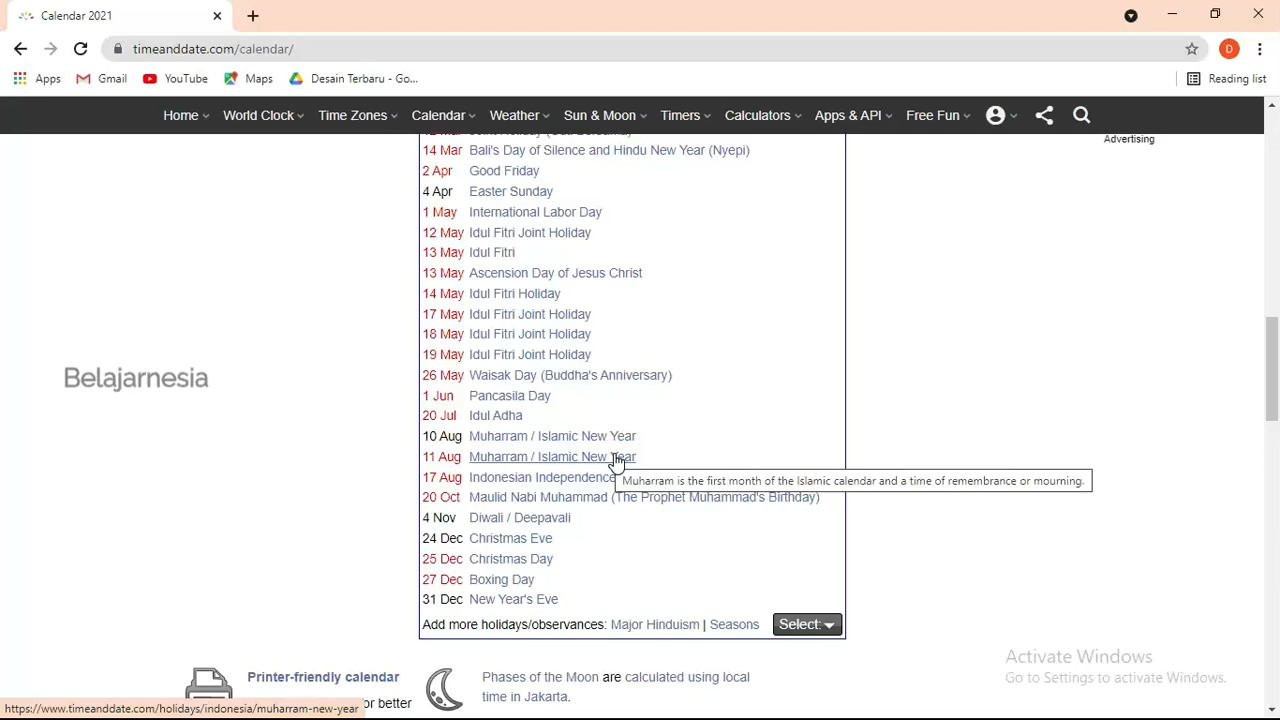 Calendar 2021
timeanddate.com/calendar/
D
Apps Gmail YouTube Maps Desain Terbaru - Go... Reading list
Home World Clock Time Zones Calendar Weather Sun & Moon Timers Calculators Apps & API Free Fun
Advertising
14 Mar Bali's Day of Silence and Hindu New Year (Nyepi)
2 Apr Good Friday
4 Apr Easter Sunday
1 May International Labor Day
12 May Idul Fitri Joint Holiday
13 May Idul Fitri
13 May Ascension Day of Jesus Christ
14 May Idul Fitri Holiday
17 May Idul Fitri Joint Holiday
18 May Idul Fitri Joint Holiday
19 May Idul Fitri Joint Holiday
26 May Waisak Day (Buddha's Anniversary)
Belajarnesia
1 Jun Pancasila Day
20 Jul Idul Adha
10 Aug Muharram / Islamic New Year
11 Aug Muharram / Islamic New Year
17 Aug Indonesian Independence
Muharram is the first month of the Islamic calendar and a time of remembrance or mourning.
20 Oct Maulid Nabi Muhammad (The Prophet Muhammad's Birthday)
4 Nov Diwali / Deepavali
24 Dec Christmas Eve
25 Dec Christmas Day
27 Dec Boxing Day
31 Dec New Year's Eve
Add more holidays/observances: Major Hinduism | Seasons Select:
Activate Windows
Go to Settings to activate Windows.
Printer-friendly calendar
Phases of the Moon are calculated using local
time in Jakarta.
or better
https://www.timeanddate.com/holidays/indonesia/muharram-new-year